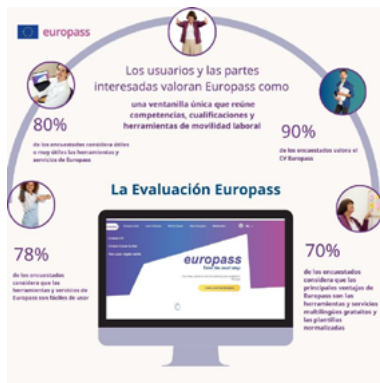 europass
Los usuarios y las partes
interesadas valoran Europass como
una ventanilla única que reúne
competencias, cualificaciones y
herramientas de movilidad laboral
80%
de los encuestados considera útiles
o muy útiles las herramientas y
servicios de Europass
90%
de los encuestados valora el
CV Europass
La Evaluación Europass
78%
de los encuestados
considera que las
herramientas y servicios de
Europass son fáciles de usar
europass
70%
de los encuestados
considera que las
principales ventajas de
Europass son las
herramientas y servicios
multilingües gratuitos y
las plantillas
normalizadas